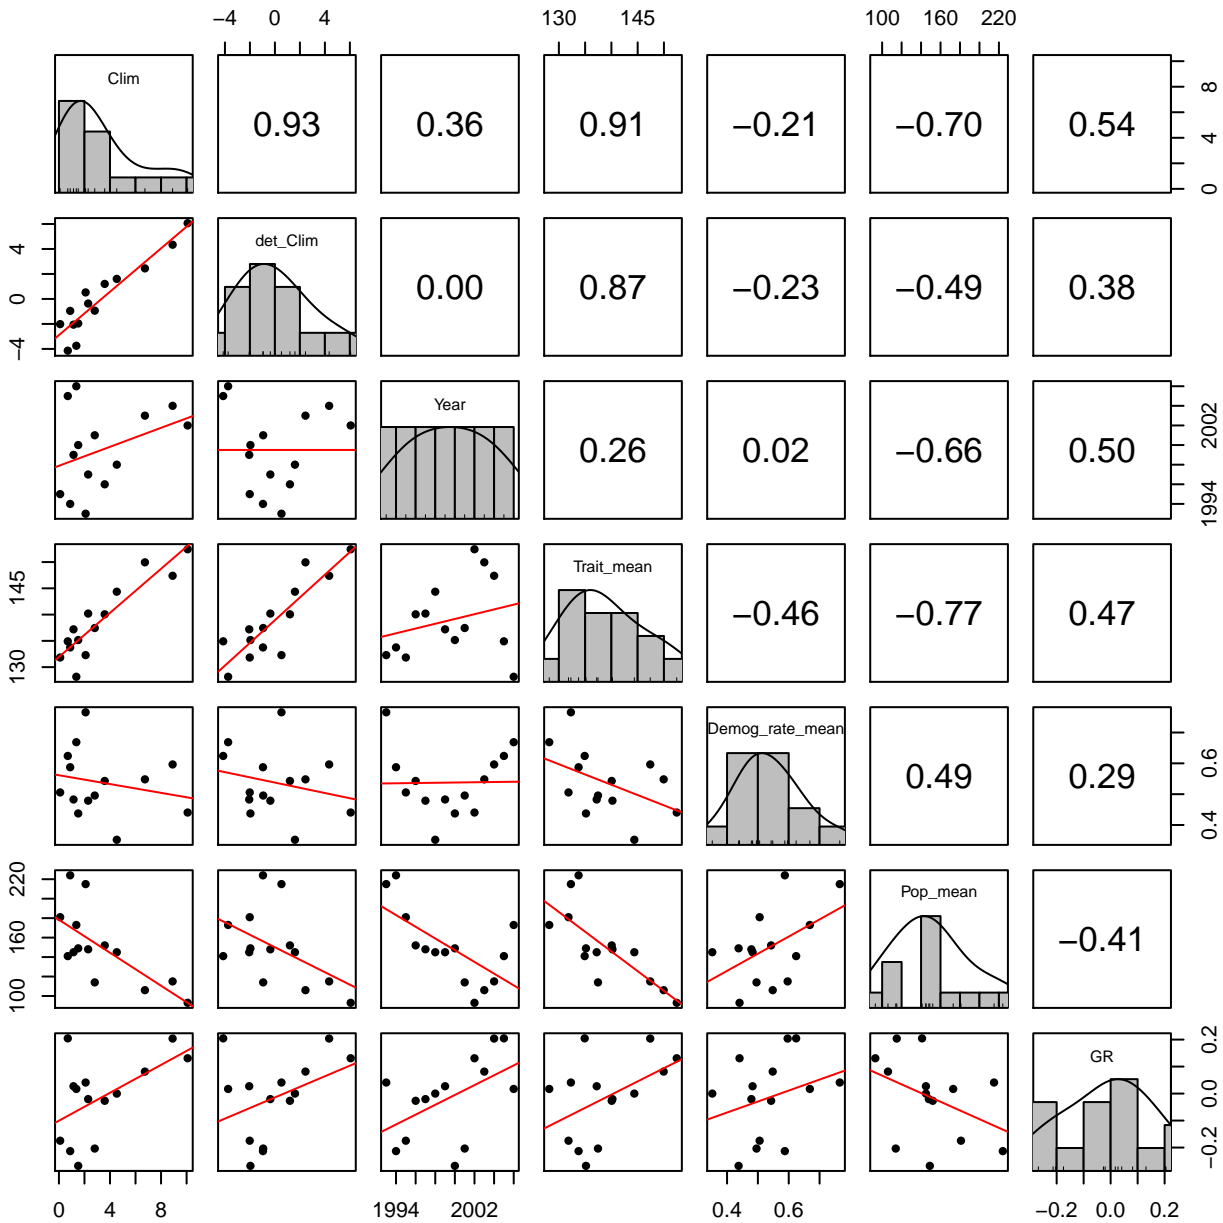 −4 0 4 130 145 100 160 220
Clim
0.93 0.36 0.91 −0.21 −0.70 0.54
0 4 8
det_Clim
0.00 0.87 −0.23 −0.49 0.38
−4 0 4
Year
0.26 0.02 −0.66 0.50
1994 2002
Trait_mean
−0.46 −0.77 0.47
130 145
Demog_rate_mean
0.49 0.29
0.4 0.6
Pop_mean
−0.41
100 160 220
GR
−0.2 0.0 0.2
0 4 8 1994 2002 0.4 0.6 −0.2 0.0 0.2